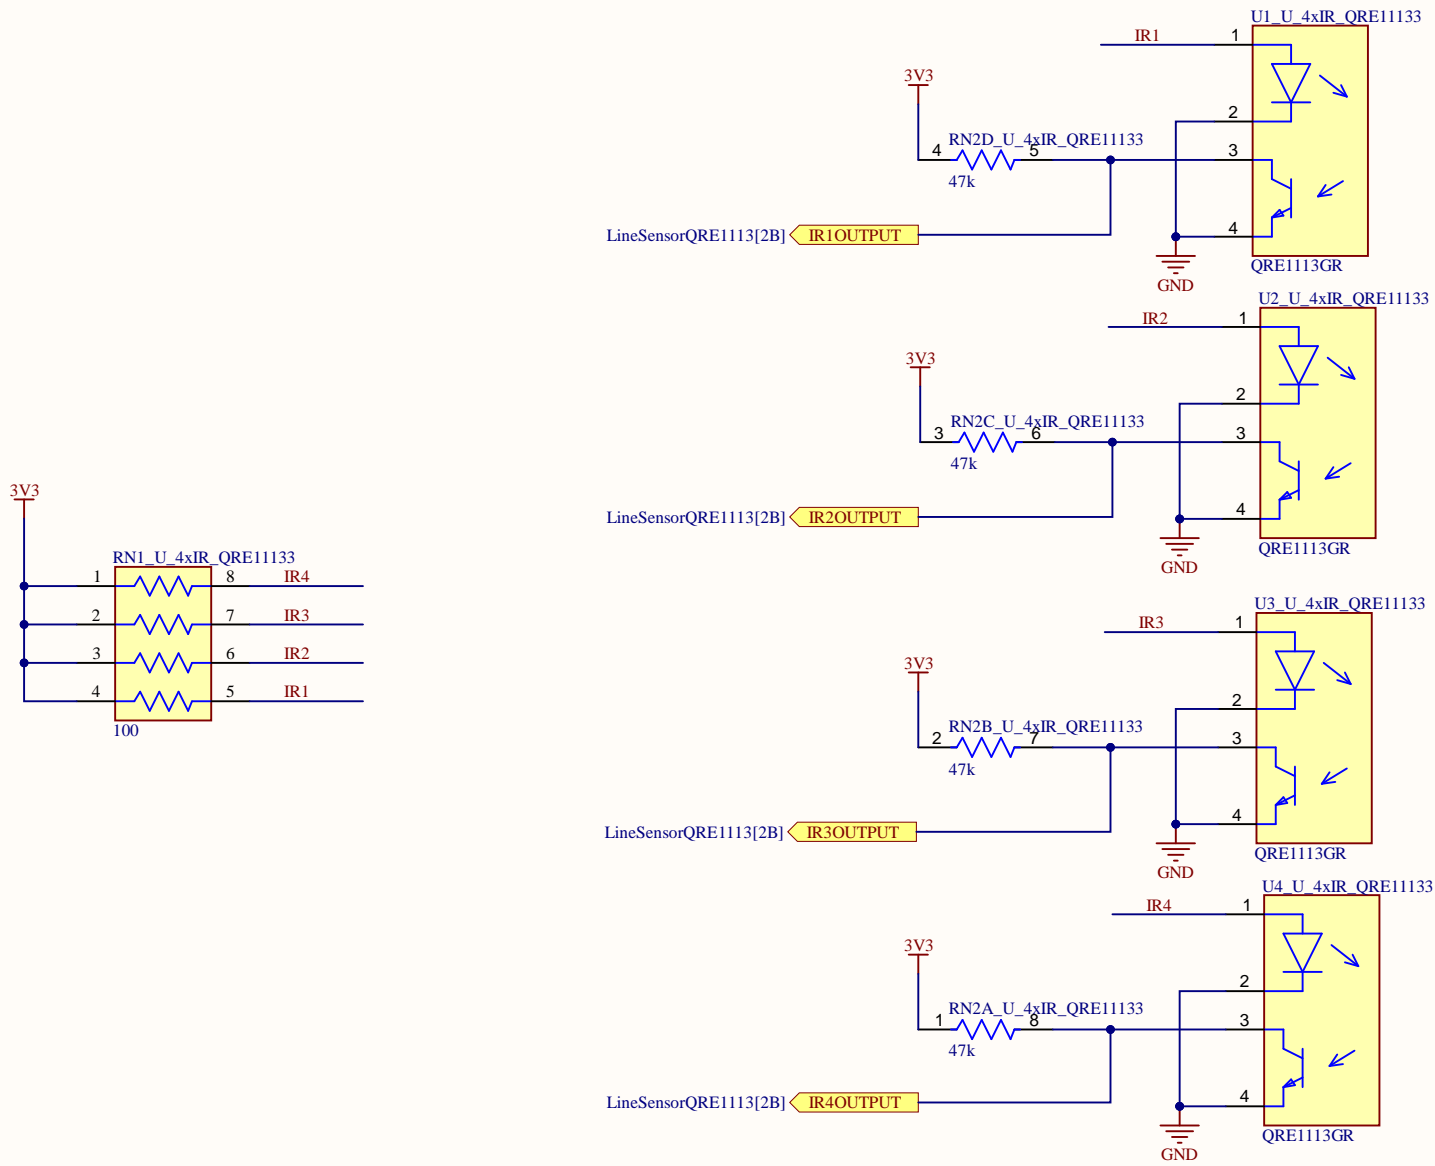 3V3
RN1_U_4xIR_QRE11133
1 8 IR4
2 7 IR3
3 6 IR2
4 5 IR1
100
U1_U_4xIR_QRE11133
IR1 1
3V3
2
RN2D_U_4xIR_QRE11133
4 5 3
47k
LineSensorQRE1113[2B] IR1OUTPUT 4
QRE1113GR
GND
U2_U_4xIR_QRE11133
IR2 1
3V3
2
RN2C_U_4xIR_QRE11133
3 6 3
47k
LineSensorQRE1113[2B] IR2OUTPUT 4
QRE1113GR
GND
U3_U_4xIR_QRE11133
IR3 1
3V3
2
RN2B_U_4xIR_QRE11133
2 7 3
47k
LineSensorQRE1113[2B] IR3OUTPUT 4
QRE1113GR
GND
U4_U_4xIR_QRE11133
IR4 1
3V3
2
RN2A_U_4xIR_QRE11133
1 8 3
47k
LineSensorQRE1113[2B] IR4OUTPUT 4
QRE1113GR
GND